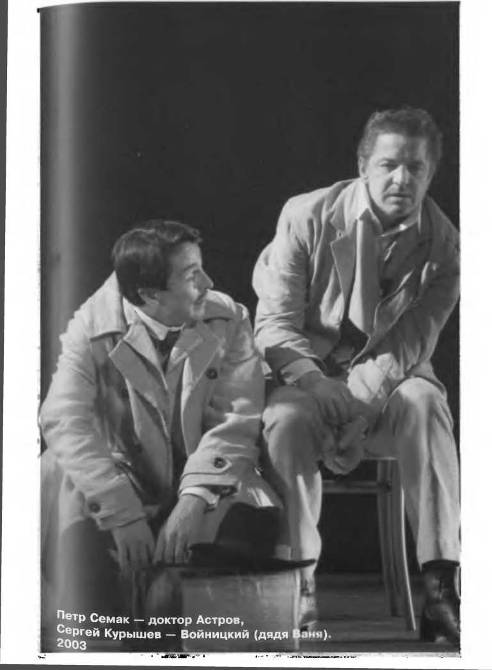 Петр Семак — доктор Астров,
Сергей Курышев — Войницкий (дядя Ваня).
2003